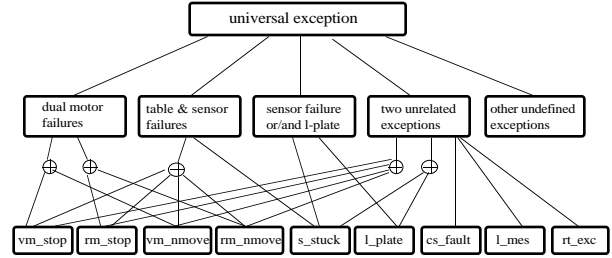 universal exception
dual motor
failures
table & sensor
failures
sensor failure
or/and l-plate
two unrelated
exceptions
other undefined
exceptions
vm_stop
rm_stop
vm_nmove
rm_nmove
s_stuck
l_plate
cs_fault
l_mes
rt_exc